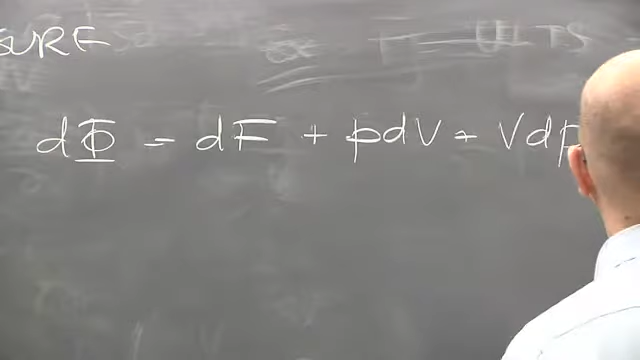 SURE
dΦ = dF + pdV + Vdp